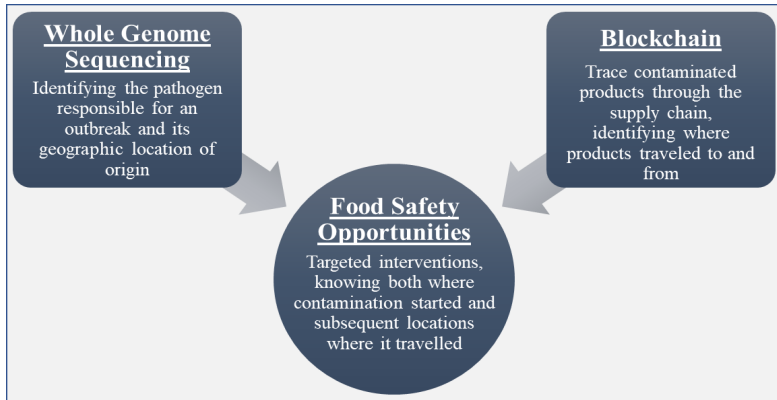 Whole Genome
Sequencing
Identifying the pathogen
responsible for an
outbreak and its
geographic location of
origin
Blockchain
Trace contaminated
products through the
supply chain,
identifying where
products traveled to and
from
Food Safety
Opportunities
Targeted interventions,
knowing both where
contamination started and
subsequent locations
where it travelled